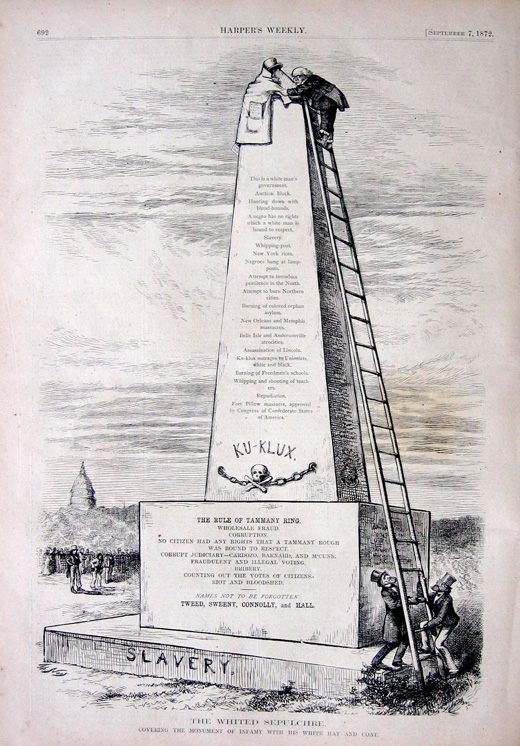 692
HARPER'S WEEKLY.
[SEPTEMBER 7, 1872.
This is a white man's
government.
Auction block.
Hunting down with
blood-hounds.
A negro has no rights
which a white man is
bound to respect.
Slavery.
Whipping-post.
New York riots.
Negroes hung at lamp-
posts.
Attempt to introduce
pestilence in the North.
Attempt to burn Northern
cities.
Burning of colored orphan
asylum.
New Orleans and Memphis
massacres.
Belle Isle and Andersonville
atrocities.
Assassination of Lincoln.
Ku-klux outrages to Unionists,
white and black.
Burning of Freedmen's schools.
Whipping and shooting of teach-
ers.
Repudiation.
Fort Pillow massacre, approved
by Congress of Confederate States
of America.
KU-KLUX.
THE RULE OF TAMMANY RING.
WHOLESALE FRAUD.
CORRUPTION.
NO CITIZEN HAD ANY RIGHTS THAT A TAMMANY ROUGH
WAS BOUND TO RESPECT.
CORRUPT JUDICIARY—CARDOZO, BARNARD, AND M'CUNN.
FRAUDULENT AND ILLEGAL VOTING.
BRIBERY.
COUNTING OUT THE VOTES OF CITIZENS.
RIOT AND BLOODSHED.
NAMES NOT TO BE FORGOTTEN
TWEED, SWEENY, CONNOLLY, and HALL.
SLAVERY.
THE WHITED SEPULCHRE.
COVERING THE MONUMENT OF INFAMY WITH HIS WHITE HAT AND COAT.